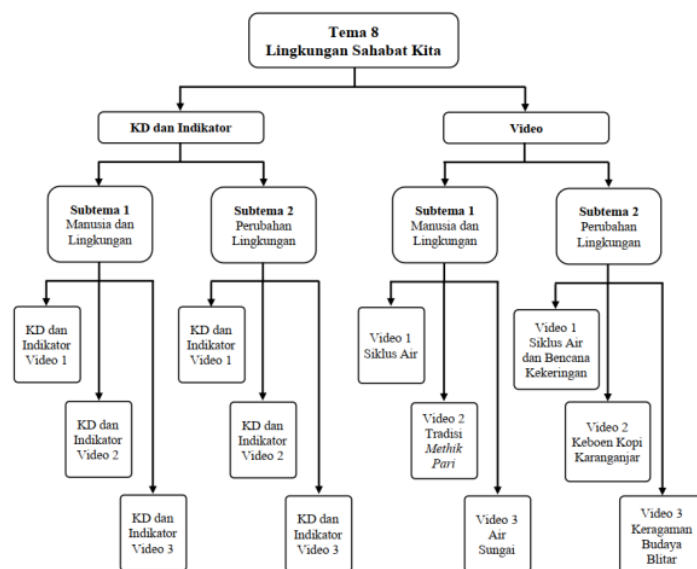 Tema 8
Lingkungan Sahabat Kita
KD dan Indikator
Video
Subtema 1
Manusia dan
Lingkungan
Subtema 2
Perubahan
Lingkungan
Subtema 1
Manusia dan
Lingkungan
Subtema 2
Perubahan
Lingkungan
KD dan
Indikator
Video 1
KD dan
Indikator
Video 1
Video 1
Siklus Air
Video 1
Siklus Air
dan Bencana
Kekeringan
KD dan
Indikator
Video 2
KD dan
Indikator
Video 2
Video 2
Tradisi
Methik
Pari
Video 2
Keboen Kopi
Karanganjar
KD dan
Indikator
Video 3
KD dan
Indikator
Video 3
Video 3
Air
Sungai
Video 3
Keragaman
Budaya
Blitar